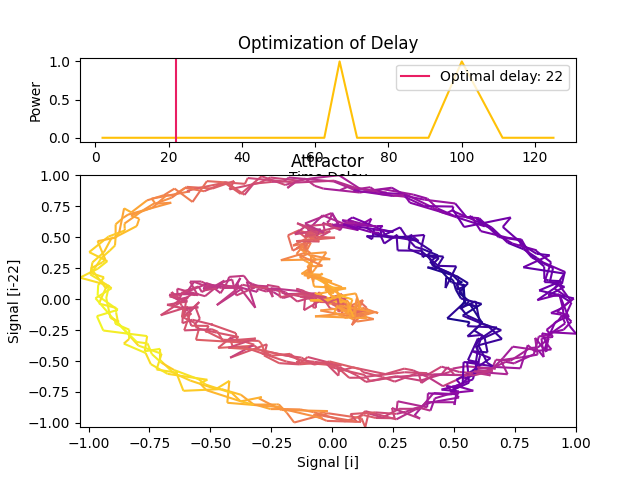 Optimization of Delay
Power
1.0
0.5
0.0
Optimal delay: 22
0 20 40 60 80 100 120
Time Delay
Attractor
Signal [i-22]
1.00
0.75
0.50
0.25
0.00
−0.25
−0.50
−0.75
−1.00
−1.00 −0.75 −0.50 −0.25 0.00 0.25 0.50 0.75 1.00
Signal [i]